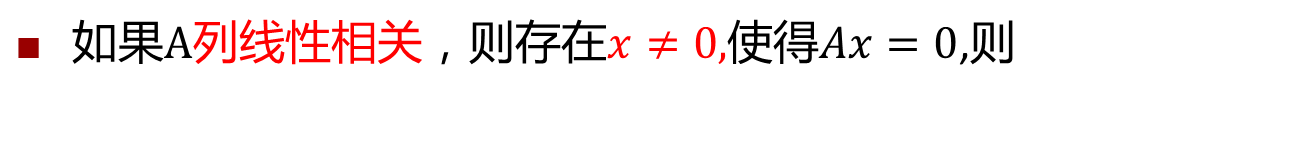 ▪ 如果A列线性相关，则存在x ≠ 0,使得Ax = 0,则